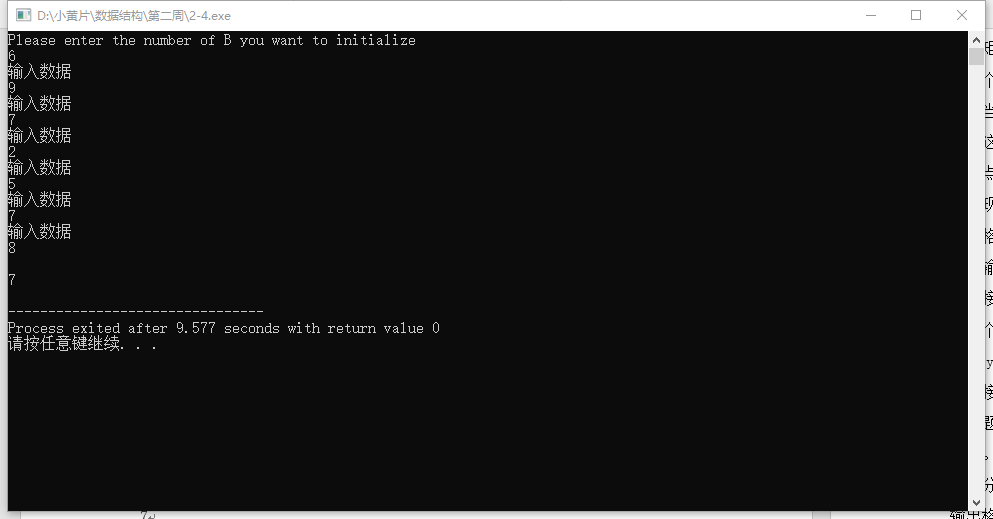 D:\小黄片\数据结构\第二周\2-4.exe
Please enter the number of B you want to initialize
6
输入数据
9
输入数据
7
输入数据
2
输入数据
5
输入数据
7
输入数据
8
7
--------------------------------
Process exited after 9.577 seconds with return value 0
请按任意键继续. . .
7